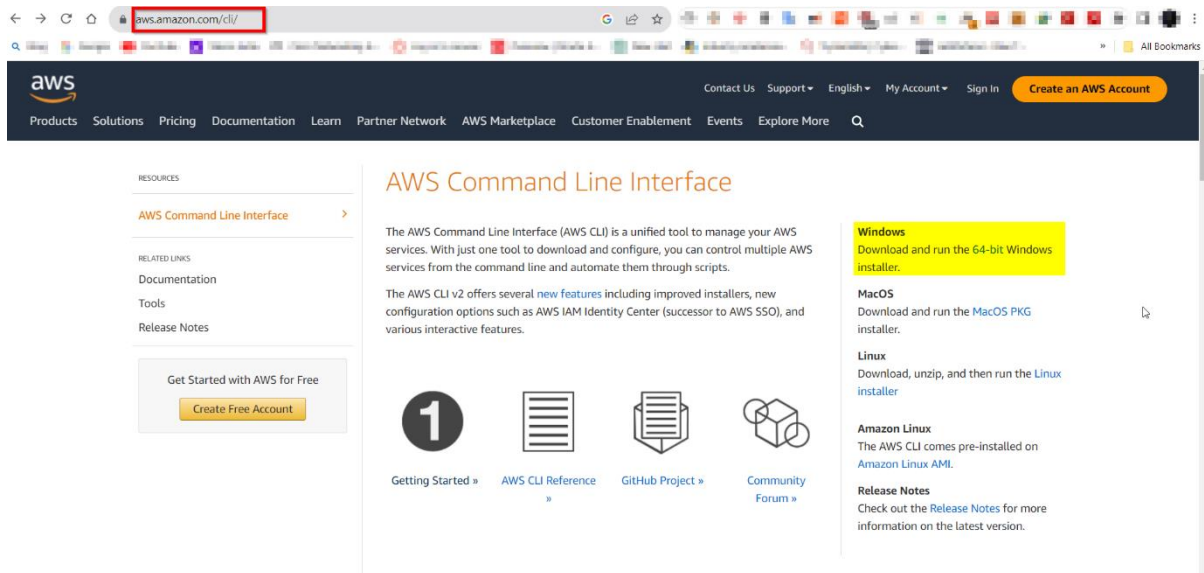 aws.amazon.com/cli/
All Bookmarks
aws
Contact Us Support English My Account Sign In Create an AWS Account
Products Solutions Pricing Documentation Learn Partner Network AWS Marketplace Customer Enablement Events Explore More
RESOURCES
AWS Command Line Interface
RELATED LINKS
Documentation
Tools
Release Notes
Get Started with AWS for Free
Create Free Account
AWS Command Line Interface
The AWS Command Line Interface (AWS CLI) is a unified tool to manage your AWS
services. With just one tool to download and configure, you can control multiple AWS
services from the command line and automate them through scripts.
The AWS CLI v2 offers several new features including improved installers, new
configuration options such as AWS IAM Identity Center (successor to AWS SSO), and
various interactive features.
1
Getting Started »
AWS CLI Reference
»
GitHub Project »
Community
Forum »
Windows
Download and run the 64-bit Windows
installer.
MacOS
Download and run the MacOS PKG
installer.
Linux
Download, unzip, and then run the Linux
installer
Amazon Linux
The AWS CLI comes pre-installed on
Amazon Linux AMI.
Release Notes
Check out the Release Notes for more
information on the latest version.